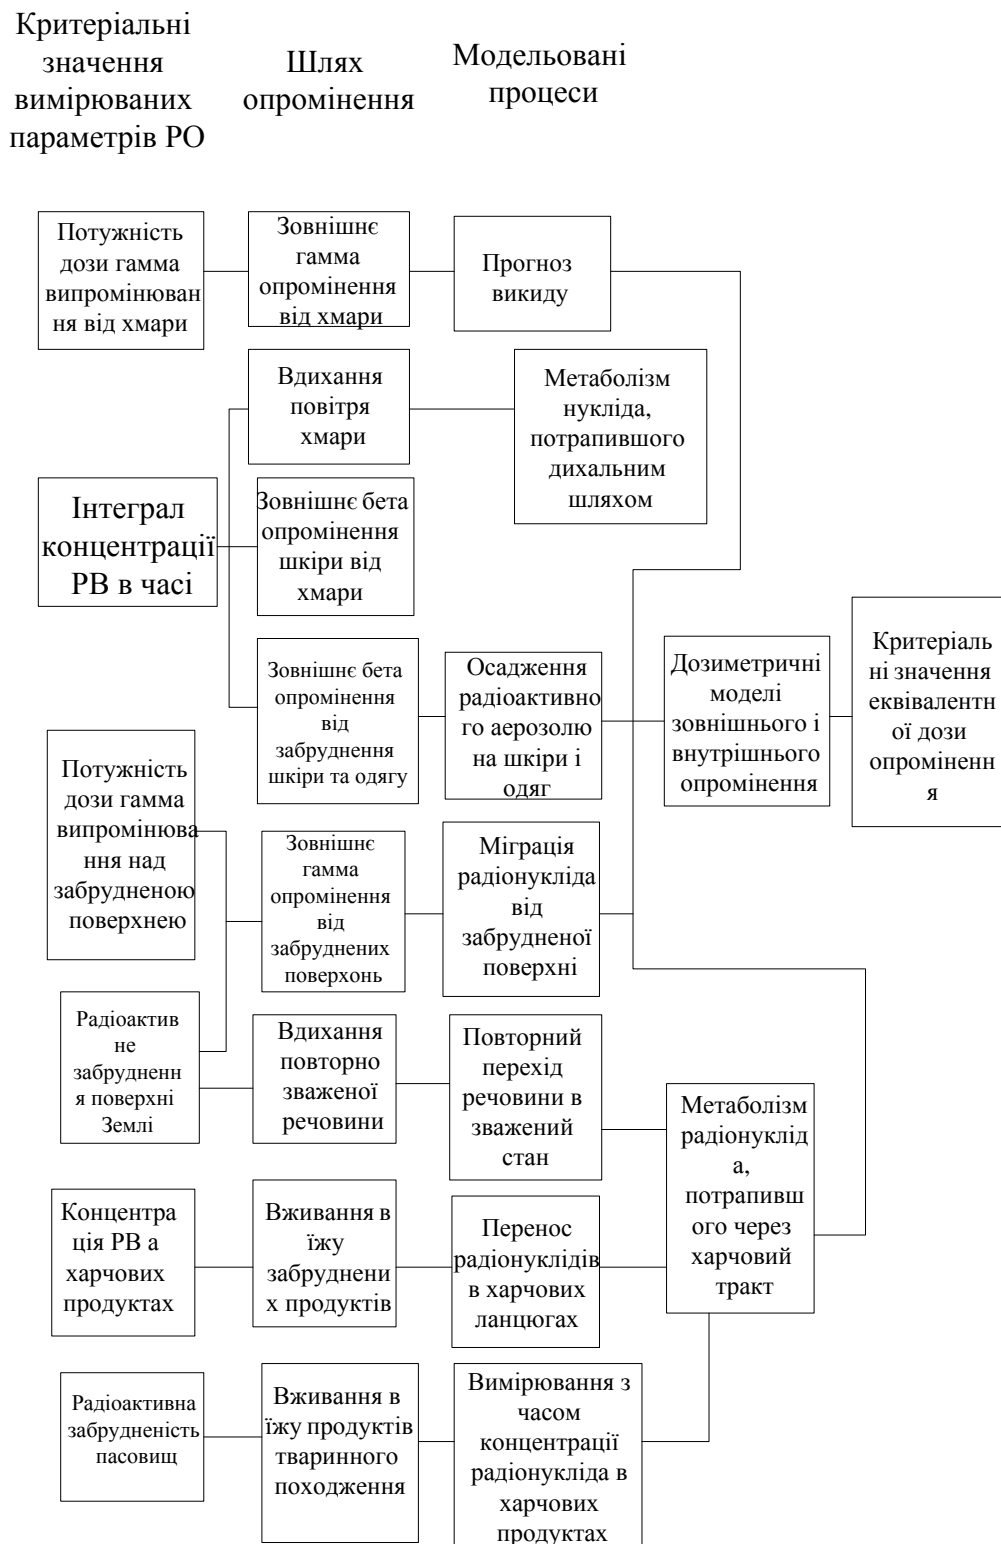 Критеріальні
значення
вимірюваних
параметрів РО
Шлях
опромінення
Модельовані
процеси
Потужність
дози гамма
випромінюван
ня від хмари
Зовнішнє
гамма
опромінення
від хмари
Прогноз
викиду
Вдихання
повітря
хмари
Метаболізм
нукліда,
потрапившого
дихальним
шляхом
Інтеграл
концентрації
РВ в часі
Зовнішнє бета
опромінення
шкіри від
хмари
Зовнішнє бета
опромінення
від
забруднення
шкіри та одягу
Осадження
радіоактивно
го аерозолю
на шкіри і
одяг
Дозиметричні
моделі
зовнішнього і
внутрішнього
опромінення
Критеріаль
ні значення
еквівалентн
ої дози
опроміненн
я
Потужність
дози гамма
випромінюва
ння над
забрудненою
поверхнею
Зовнішнє
гамма
опромінення
від
забруднених
поверхонь
Міграція
радіонукліда
від
забрудненої
поверхні
Радіоактив
не
забрудненн
я поверхні
Землі
Вдихання
повторно
зваженої
речовини
Повторний
перехід
речовини в
зважений
стан
Метаболізм
радіонуклід
а,
потрапивш
ого через
харчовий
тракт
Концентра
ція РВ а
харчових
продуктах
Вживання в
їжу
забруднени
х продуктів
Перенос
радіонуклідів
в харчових
ланцюгах
Радіоактивна
забрудненість
пасовищ
Вживання в
їжу продуктів
тваринного
походження
Вимірювання з
часом
концентрації
радіонукліда в
харчових
продуктах